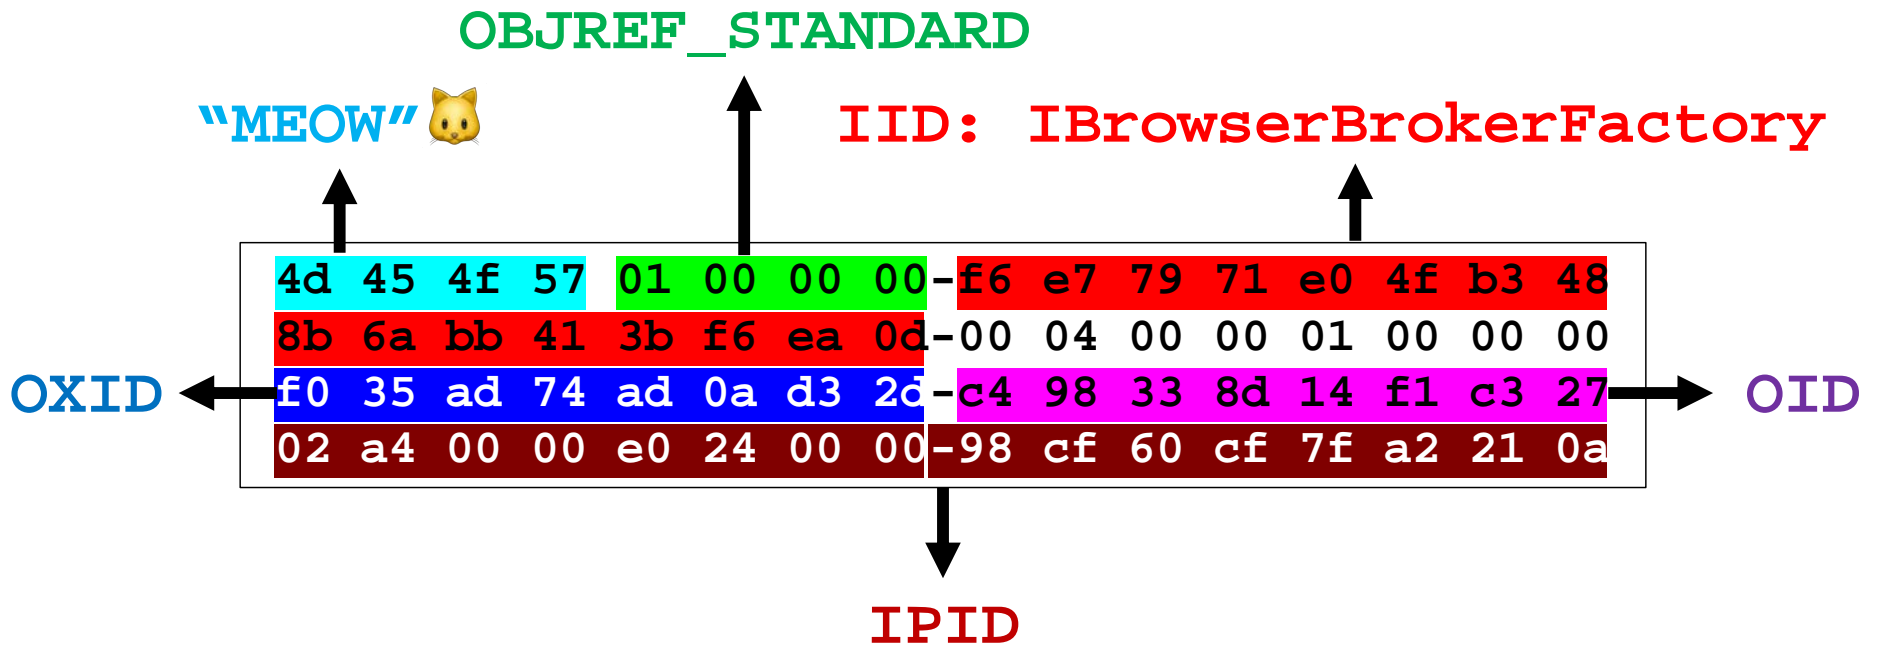 OBJREF_STANDARD
“MEOW”🐱
IID: IBrowserBrokerFactory
4d 45 4f 57 01 00 00 00-f6 e7 79 71 e0 4f b3 48
8b 6a bb 41 3b f6 ea 0d-00 04 00 00 01 00 00 00
OXID
f0 35 ad 74 ad 0a d3 2d-c4 98 33 8d 14 f1 c3 27
OID
02 a4 00 00 e0 24 00 00-98 cf 60 cf 7f a2 21 0a
IPID